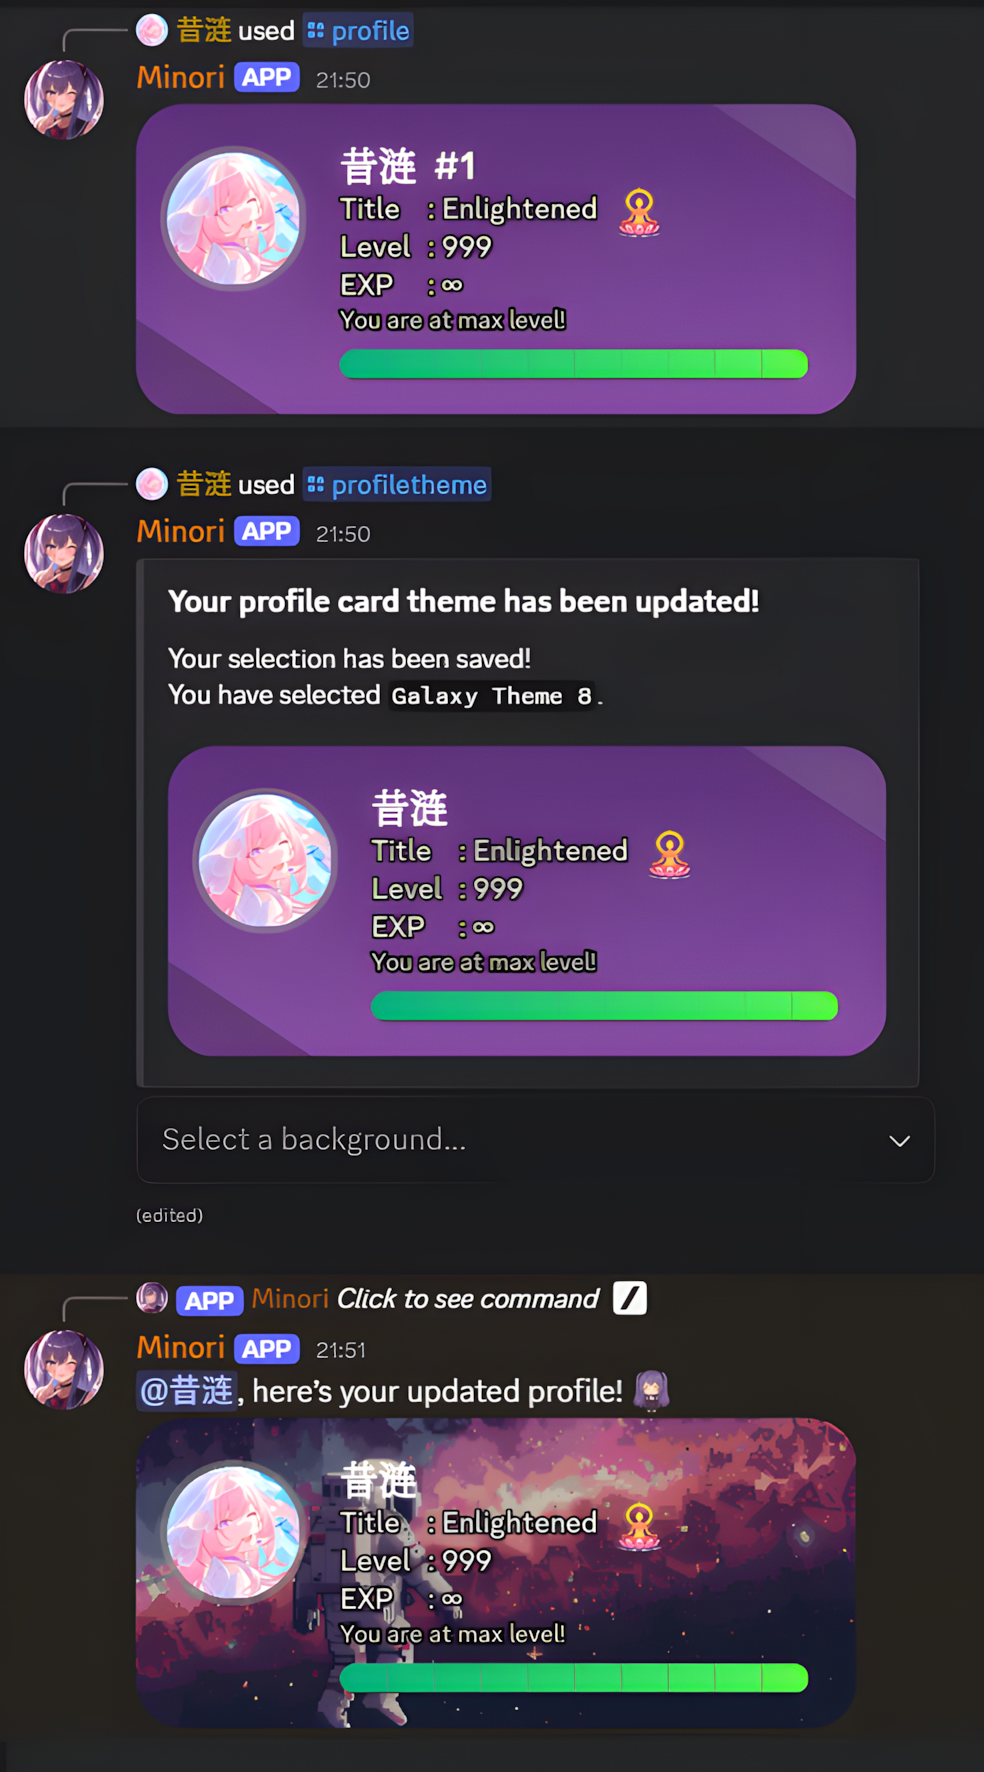 昔涟 used profile
Minori APP 21:50
昔涟 #1
Title : Enlightened
Level : 999
EXP : ∞
You are at max level!
昔涟 used profiletheme
Minori APP 21:50
Your profile card theme has been updated!
Your selection has been saved!
You have selected Galaxy Theme 8.
昔涟
Title : Enlightened
Level : 999
EXP : ∞
You are at max level!
Select a background...
(edited)
APP Minori Click to see command /
Minori APP 21:51
@昔涟, here's your updated profile!
昔涟
Title : Enlightened
Level : 999
EXP : ∞
You are at max level!